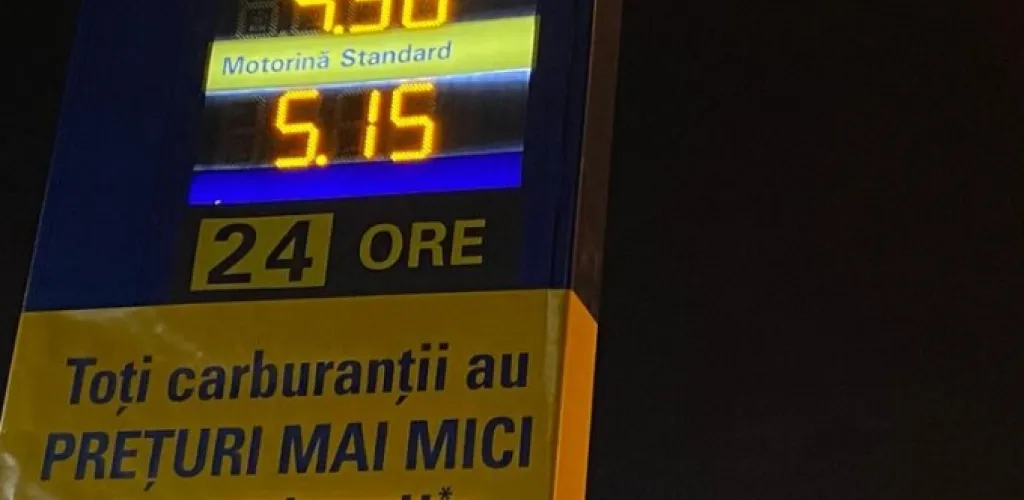 Motorină Standard
5.15
24 ORE
Toți carburanții au
PREȚURI MAI MICI